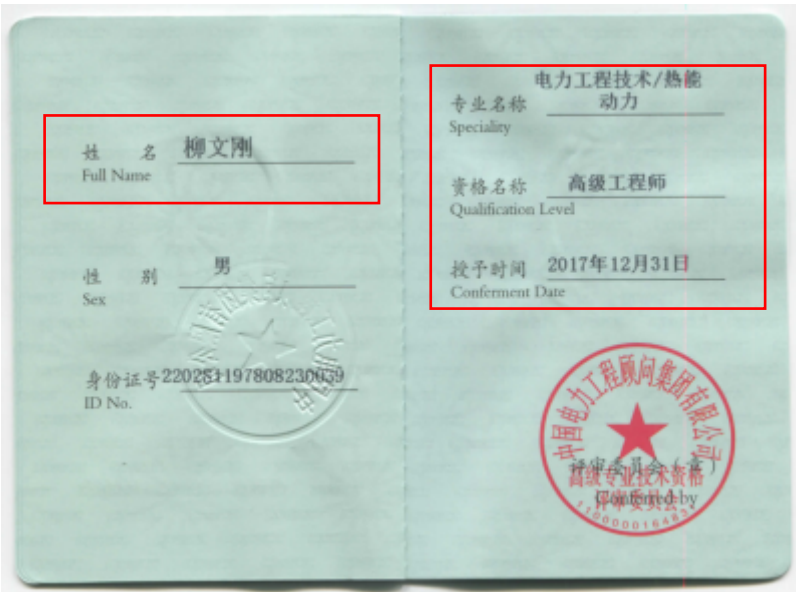 姓 名 柳文刚
Full Name
性 别 男
Sex
身份证号 220281197808230039
ID No.
电力工程技术/热能
专业名称 动力
Speciality
资格名称 高级工程师
Qualification Level
授予时间 2017年12月31日
Conferment Date
中国电力工程顾问集团有限公司
评审委员会(章)
高级专业技术资格
评审委员会
Conferred by